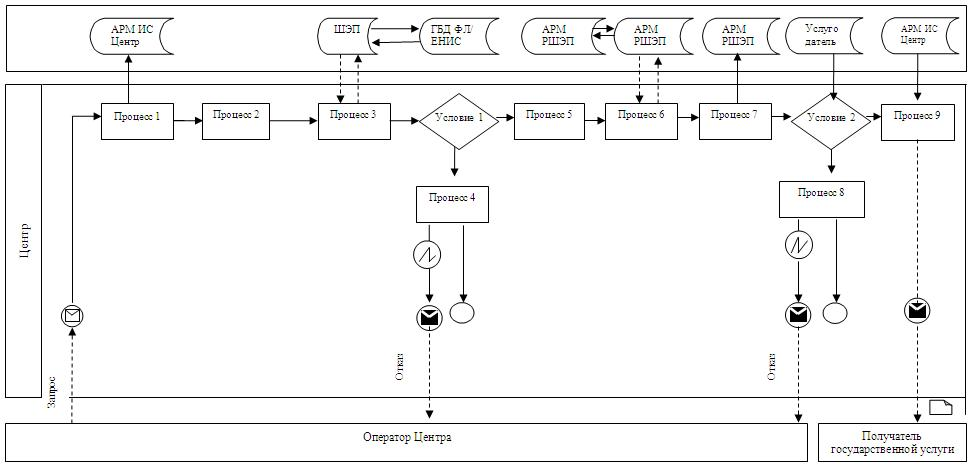 АРМ ИС
Центр
ШЭП
ГБД ФЛ/
ЕНИС
АРМ
РШЭП
АРМ
РШЭП
АРМ
РШЭП
Услуго
датель
АРМ ИС
Центр
Центр
Процесс 1
Процесс 2
Процесс 3
Условие 1
Процесс 5
Процесс 6
Процесс 7
Условие 2
Процесс 9
Процесс 4
Процесс 8
Запрос
Отказ
Отказ
Оператор Центра
Получатель
государственной услуги